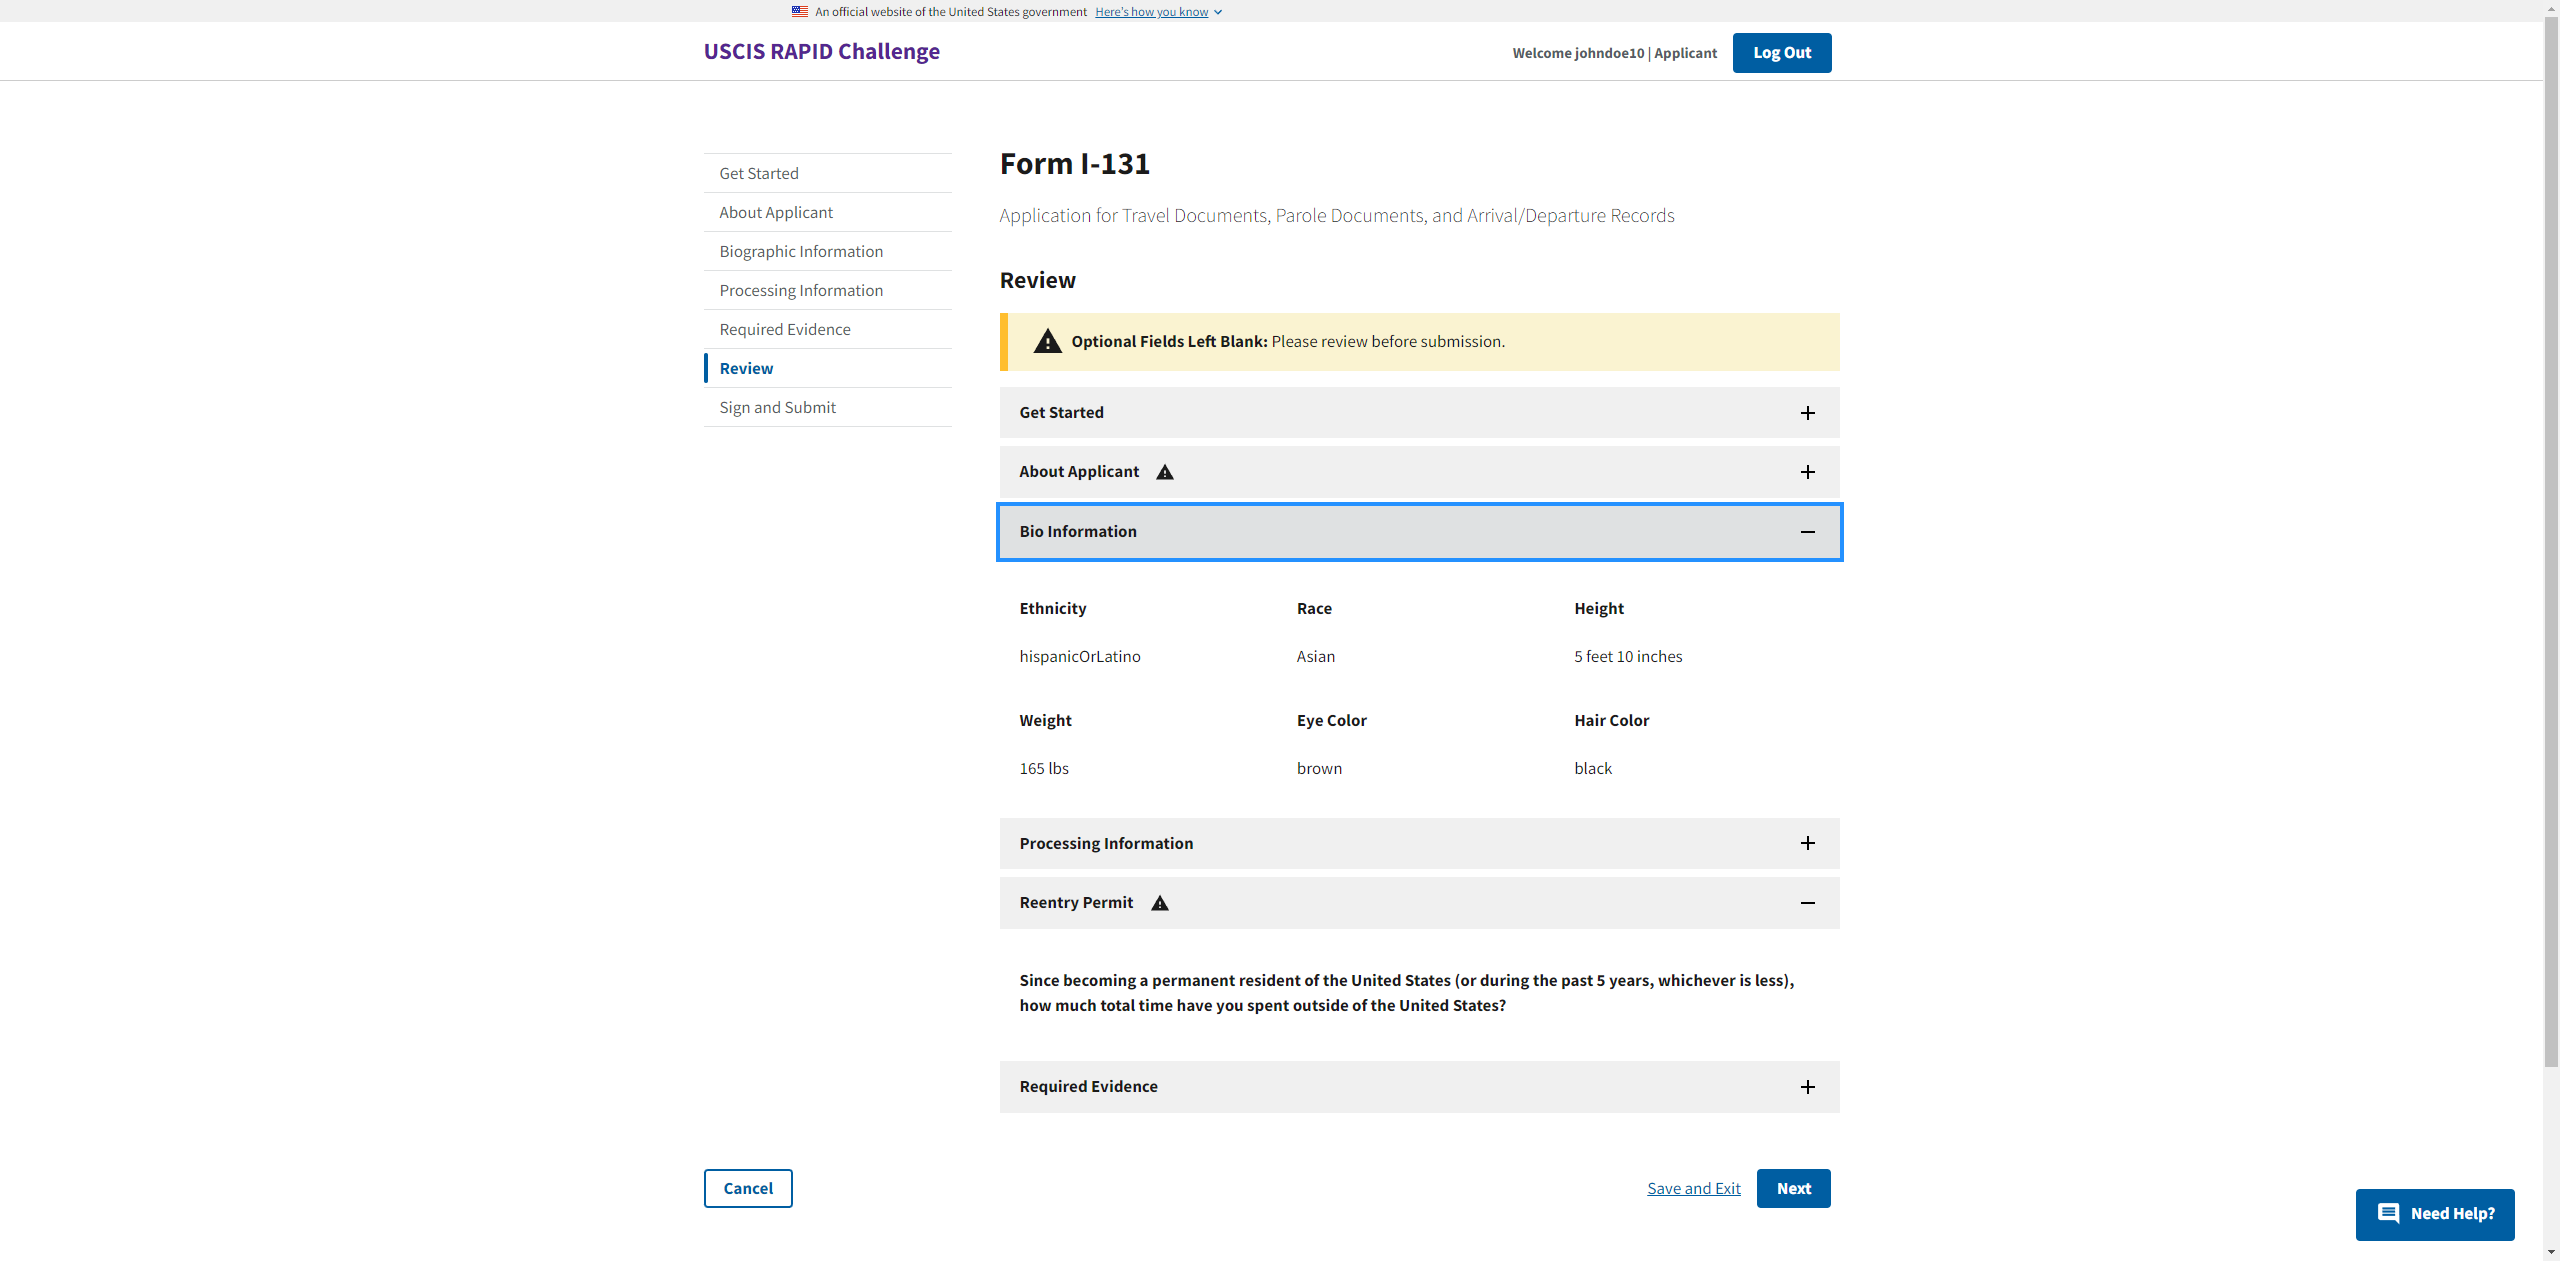 An official website of the United States government Here's how you know
USCIS RAPID Challenge
Welcome johndoe10 | Applicant
Log Out
Get Started
About Applicant
Biographic Information
Processing Information
Required Evidence
Review
Sign and Submit
Form I-131
Application for Travel Documents, Parole Documents, and Arrival/Departure Records
Review
Optional Fields Left Blank: Please review before submission.
Get Started
About Applicant
Bio Information
Ethnicity Race Height
hispanicOrLatino Asian 5 feet 10 inches
Weight Eye Color Hair Color
165 lbs brown black
Processing Information
Reentry Permit
Since becoming a permanent resident of the United States (or during the past 5 years, whichever is less),
how much total time have you spent outside of the United States?
Required Evidence
Cancel
Save and Exit
Next
Need Help?